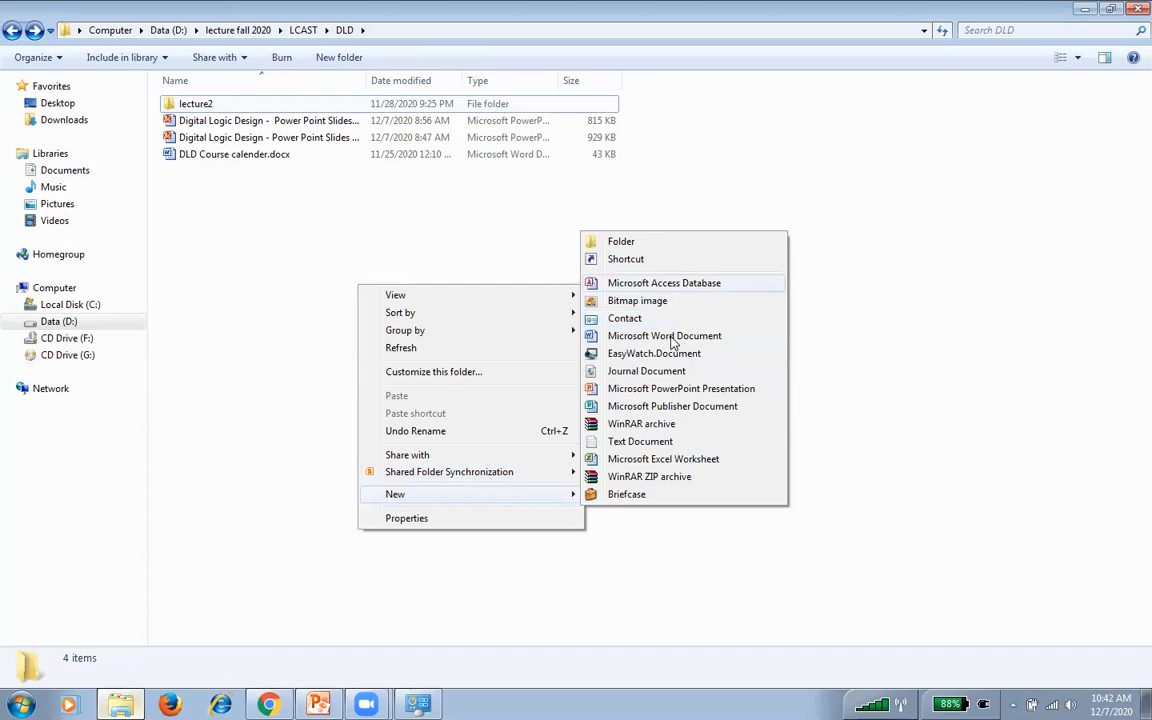 Computer ▸ Data (D:) ▸ lecture fall 2020 ▸ LCAST ▸ DLD ▸
Search DLD
Organize Include in library Share with Burn New folder
Name Date modified Type Size
Favorites
Desktop
Downloads
Libraries
Documents
Music
Pictures
Videos
Homegroup
Computer
Local Disk (C:)
Data (D:)
CD Drive (F:)
CD Drive (G:)
Network
lecture2 11/28/2020 9:25 PM File folder
Digital Logic Design - Power Point Slides... 12/7/2020 8:56 AM Microsoft PowerP... 815 KB
Digital Logic Design - Power Point Slides ... 12/7/2020 8:47 AM Microsoft PowerP... 929 KB
DLD Course calender.docx 11/25/2020 12:10 ... Microsoft Word D... 43 KB
View
Sort by
Group by
Refresh
Customize this folder...
Paste
Paste shortcut
Undo Rename Ctrl+Z
Share with
Shared Folder Synchronization
New
Properties
Folder
Shortcut
Microsoft Access Database
Bitmap image
Contact
Microsoft Word Document
EasyWatch.Document
Journal Document
Microsoft PowerPoint Presentation
Microsoft Publisher Document
WinRAR archive
Text Document
Microsoft Excel Worksheet
WinRAR ZIP archive
Briefcase
4 items
88%
10:42 AM
12/7/2020